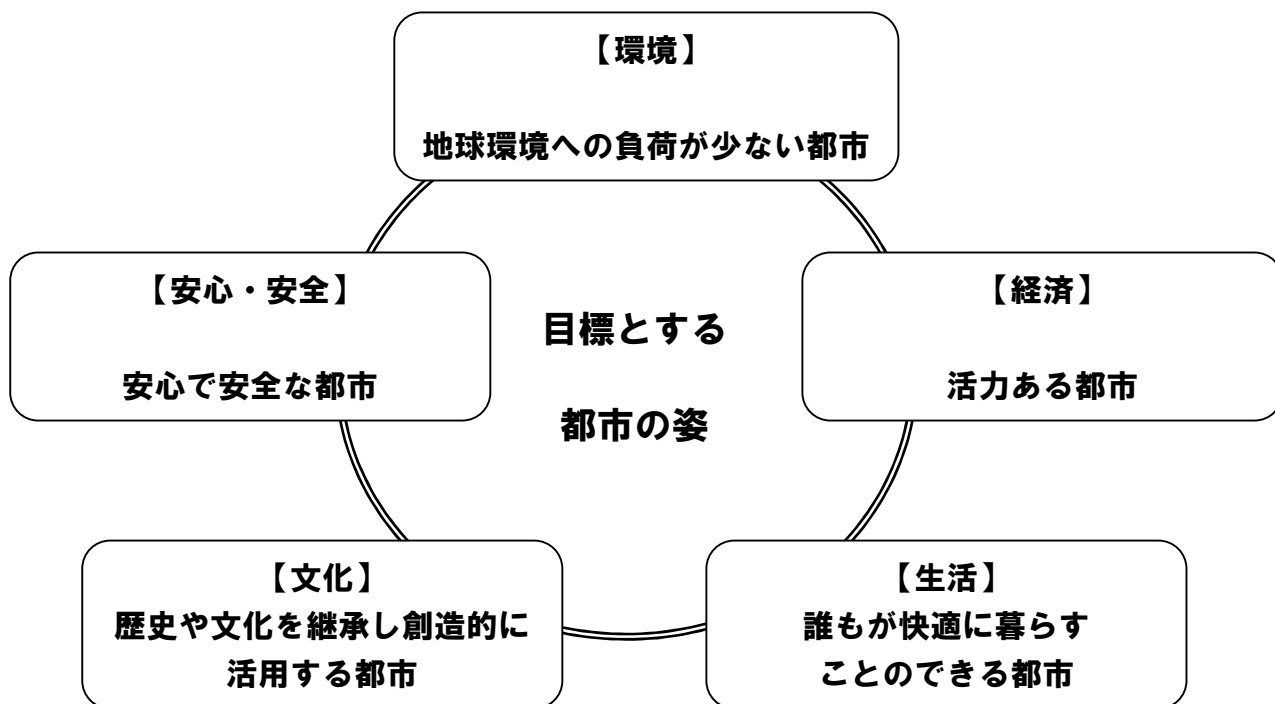 【環境】
地球環境への負荷が少ない都市
【安心・安全】
安心で安全な都市
目標とする
都市の姿
【経済】
活力ある都市
【文化】
歴史や文化を継承し創造的に
活用する都市
【生活】
誰もが快適に暮らす
ことのできる都市